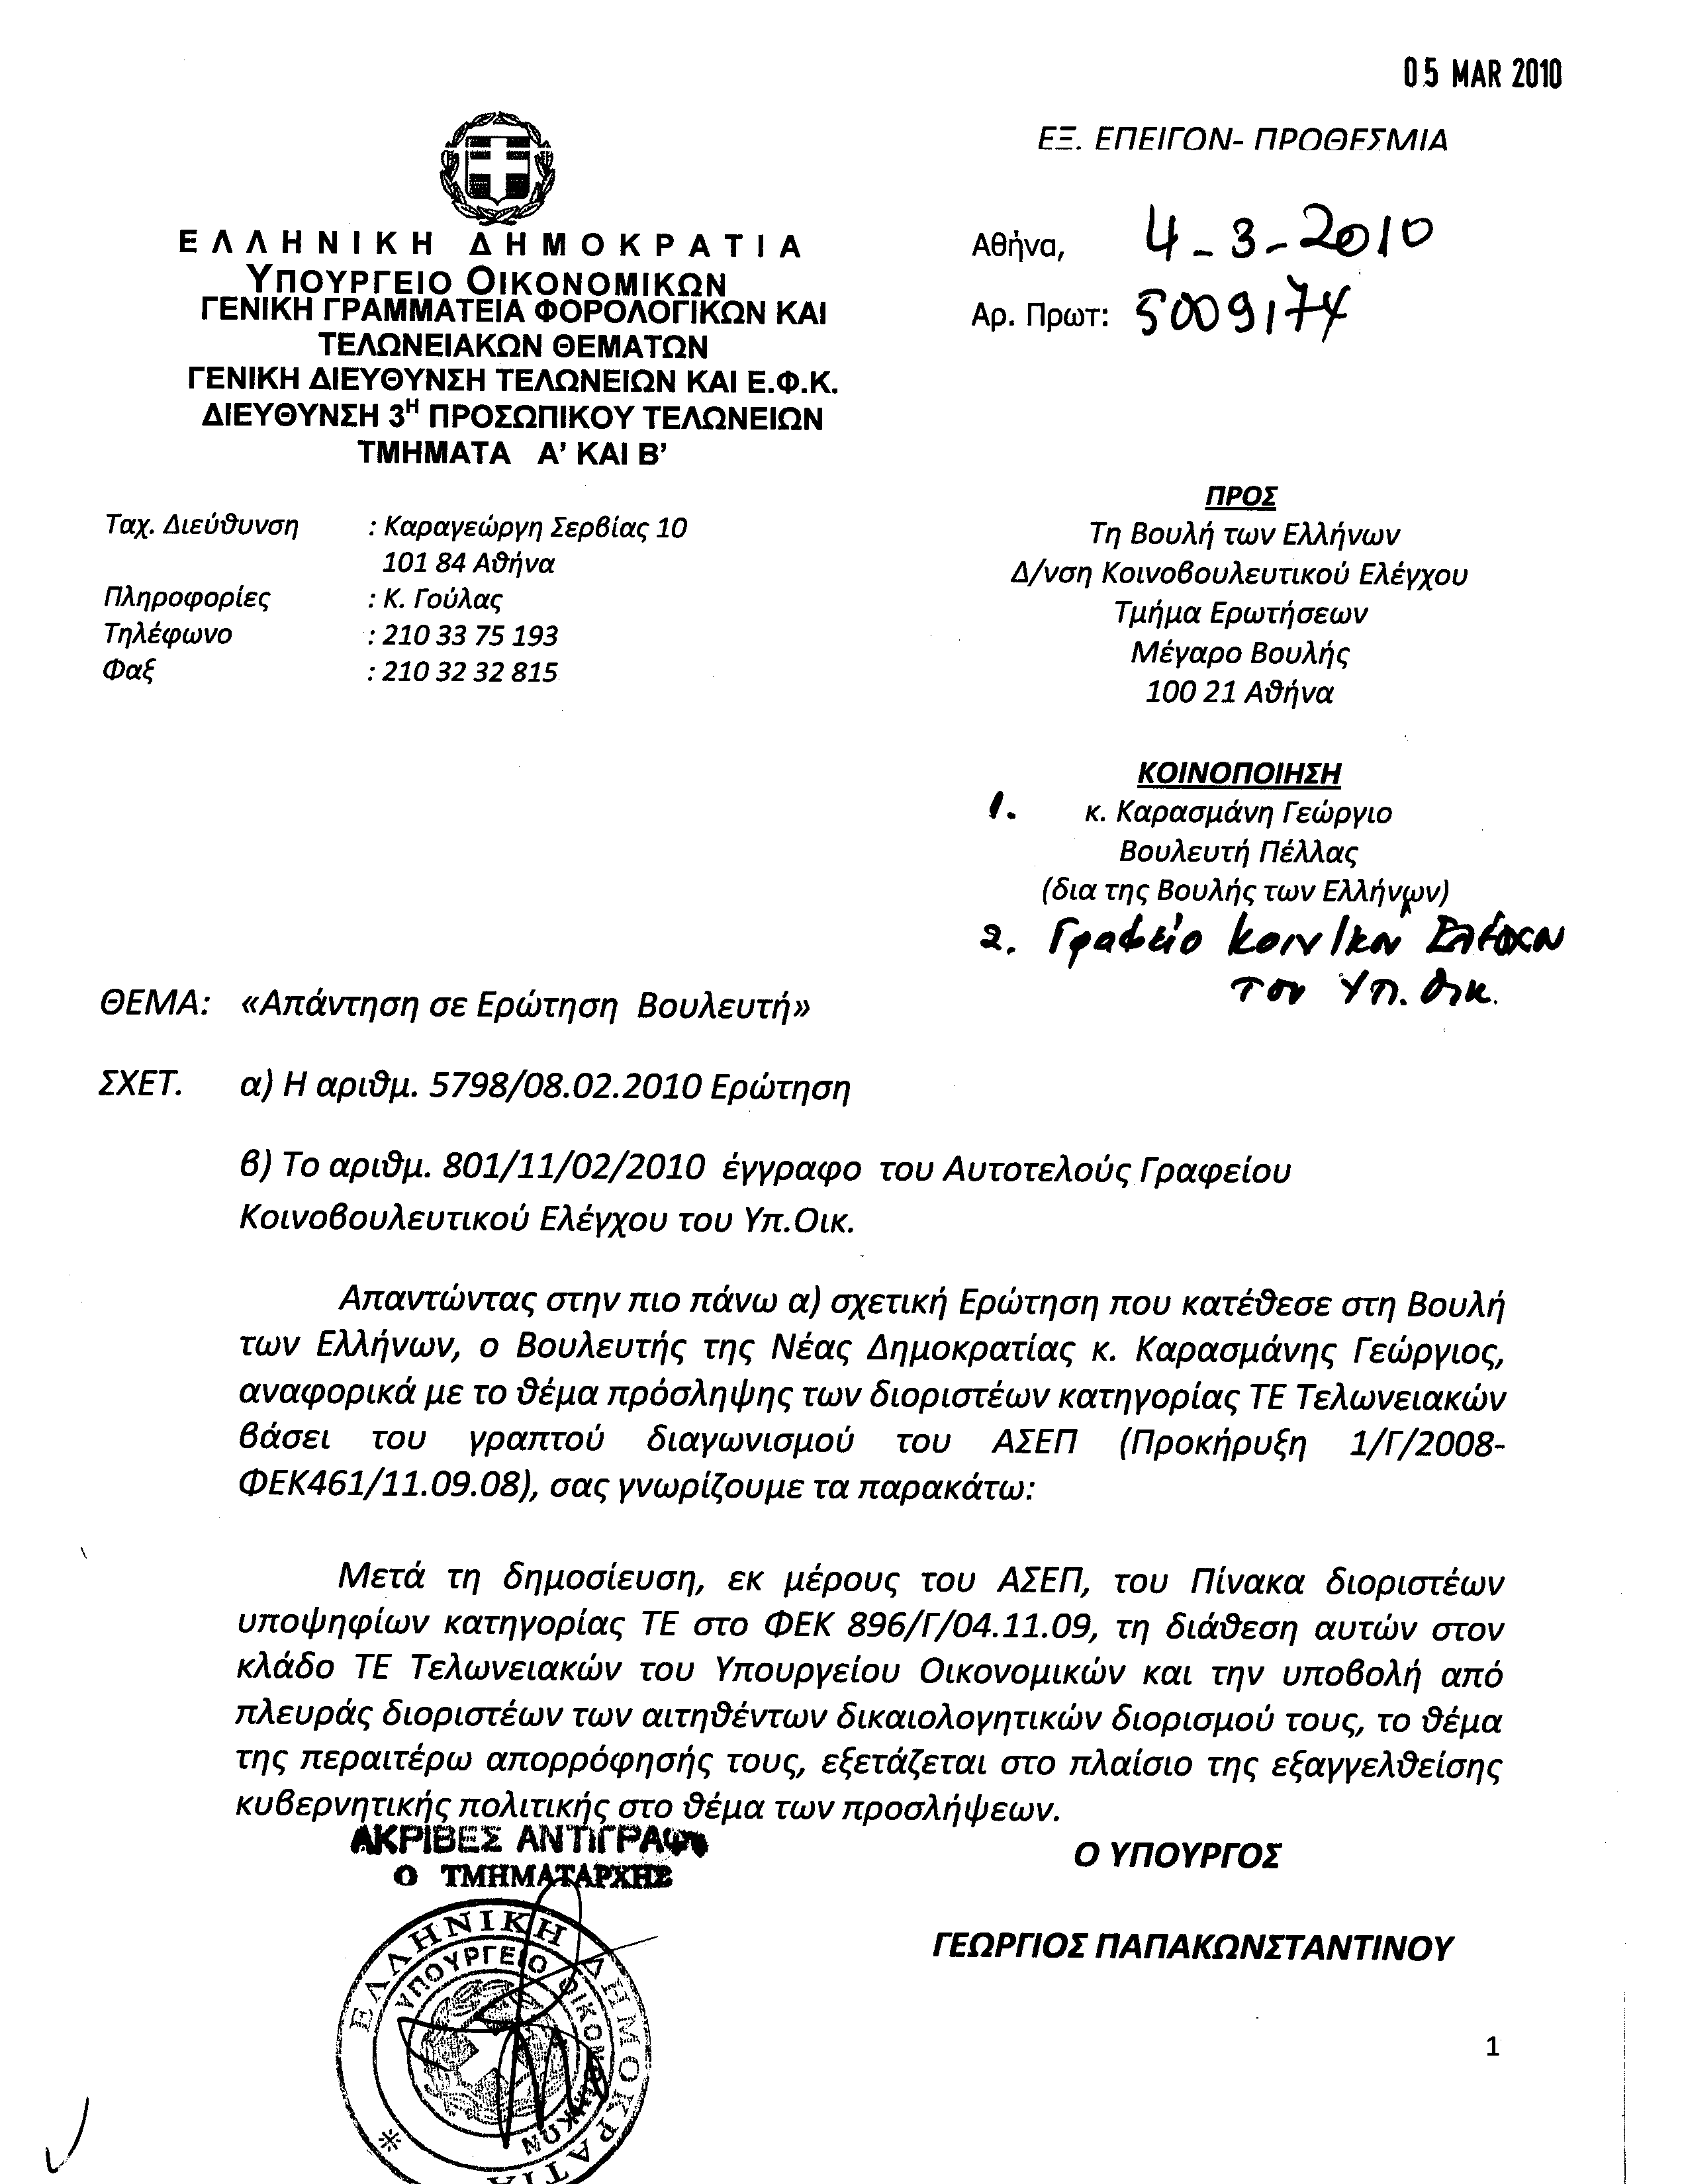 05 MAR 2010
ΕΞ. ΕΠΕΙΓΟΝ- ΠΡΟΘΕΣΜΙΑ
ΕΛΛΗΝΙΚΗ ΔΗΜΟΚΡΑΤΙΑ
ΥΠΟΥΡΓΕΙΟ ΟΙΚΟΝΟΜΙΚΩΝ
ΓΕΝΙΚΗ ΓΡΑΜΜΑΤΕΙΑ ΦΟΡΟΛΟΓΙΚΩΝ ΚΑΙ
ΤΕΛΩΝΕΙΑΚΩΝ ΘΕΜΑΤΩΝ
ΓΕΝΙΚΗ ΔΙΕΥΘΥΝΣΗ ΤΕΛΩΝΕΙΩΝ ΚΑΙ Ε.Φ.Κ.
ΔΙΕΥΘΥΝΣΗ 3Η ΠΡΟΣΩΠΙΚΟΥ ΤΕΛΩΝΕΙΩΝ
ΤΜΗΜΑΤΑ Α' ΚΑΙ Β'
Αθήνα, 4-3-2010
Αρ. Πρωτ: 5009174
Ταχ. Διεύθυνση : Καραγεώργη Σερβίας 10
101 84 Αθήνα
Πληροφορίες : Κ. Γούλας
Τηλέφωνο : 210 33 75 193
Φαξ : 210 32 32 815
ΠΡΟΣ
Τη Βουλή των Ελλήνων
Δ/νση Κοινοβουλευτικού Ελέγχου
Τμήμα Ερωτήσεων
Μέγαρο Βουλής
100 21 Αθήνα
ΚΟΙΝΟΠΟΙΗΣΗ
1. κ. Καρασμάνη Γεώργιο
Βουλευτή Πέλλας
(δια της Βουλής των Ελλήνων)
2. Γραφείο Κοιν/κού Ελέγχου
του Υπ. Οικ.
ΘΕΜΑ: «Απάντηση σε Ερώτηση Βουλευτή»
ΣΧΕΤ. α) Η αριθμ. 5798/08.02.2010 Ερώτηση
β) Το αριθμ. 801/11/02/2010 έγγραφο του Αυτοτελούς Γραφείου
Κοινοβουλευτικού Ελέγχου του Υπ.Οικ.
Απαντώντας στην πιο πάνω α) σχετική Ερώτηση που κατέθεσε στη Βουλή
των Ελλήνων, ο Βουλευτής της Νέας Δημοκρατίας κ. Καρασμάνης Γεώργιος,
αναφορικά με το θέμα πρόσληψης των διοριστέων κατηγορίας ΤΕ Τελωνειακών
βάσει του γραπτού διαγωνισμού του ΑΣΕΠ (Προκήρυξη 1/Γ/2008-
ΦΕΚ461/11.09.08), σας γνωρίζουμε τα παρακάτω:
Μετά τη δημοσίευση, εκ μέρους του ΑΣΕΠ, του Πίνακα διοριστέων
υποψηφίων κατηγορίας ΤΕ στο ΦΕΚ 896/Γ/04.11.09, τη διάθεση αυτών στον
κλάδο ΤΕ Τελωνειακών του Υπουργείου Οικονομικών και την υποβολή από
πλευράς διοριστέων των αιτηθέντων δικαιολογητικών διορισμού τους, το θέμα
της περαιτέρω απορρόφησής τους, εξετάζεται στο πλαίσιο της εξαγγελθείσης
κυβερνητικής πολιτικής στο θέμα των προσλήψεων.
ΑΚΡΙΒΕΣ ΑΝΤΙΓΡΑΦΟ
Ο ΤΜΗΜΑΤΑΡΧΗΣ
ΕΛΛΗΝΙΚΗ ΔΗΜΟΚΡΑΤΙΑ
ΥΠΟΥΡΓΕΙΟ ΟΙΚΟΝΟΜΙΚΩΝ
Ο ΥΠΟΥΡΓΟΣ
ΓΕΩΡΓΙΟΣ ΠΑΠΑΚΩΝΣΤΑΝΤΙΝΟΥ
1